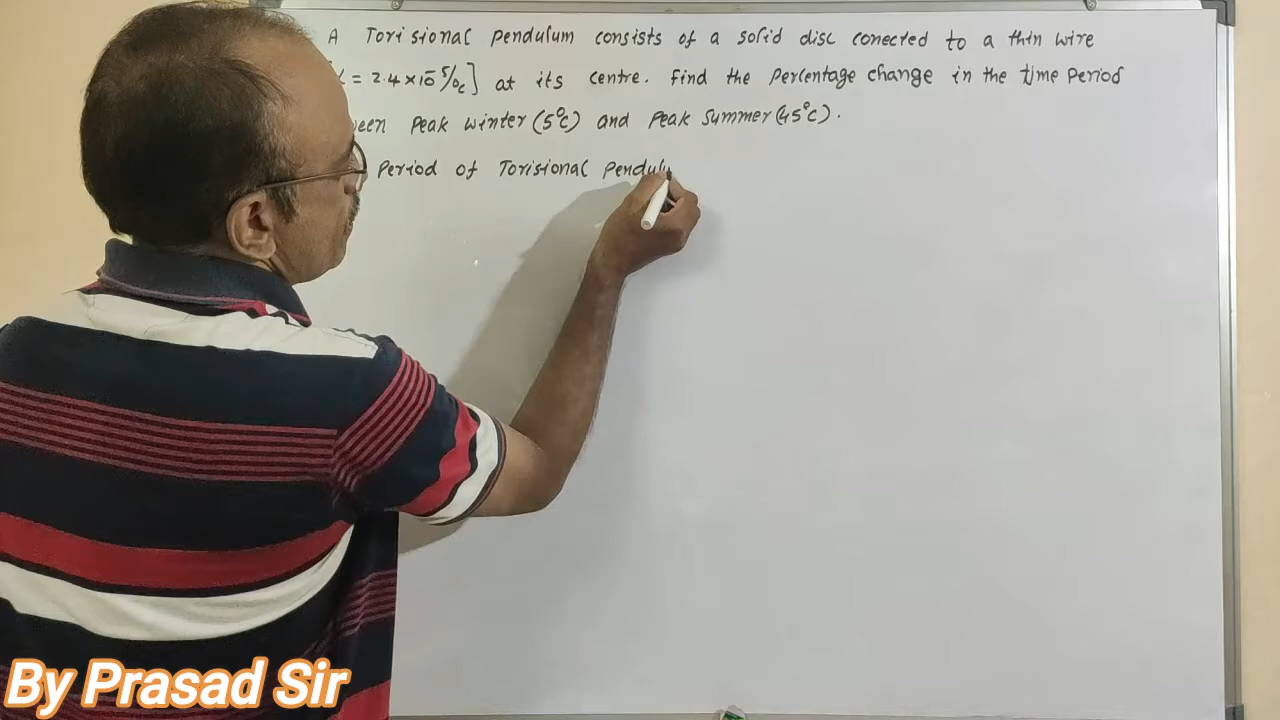 A Torisional Pendulum consists of a solid disc conected to a thin wire
= 2.4×10⁻⁵/°C] at its centre. Find the Percentage change in the time Period
Peak winter (5°C) and Peak Summer (45°C).
Period of Torisional Pendulu
By Prasad Sir